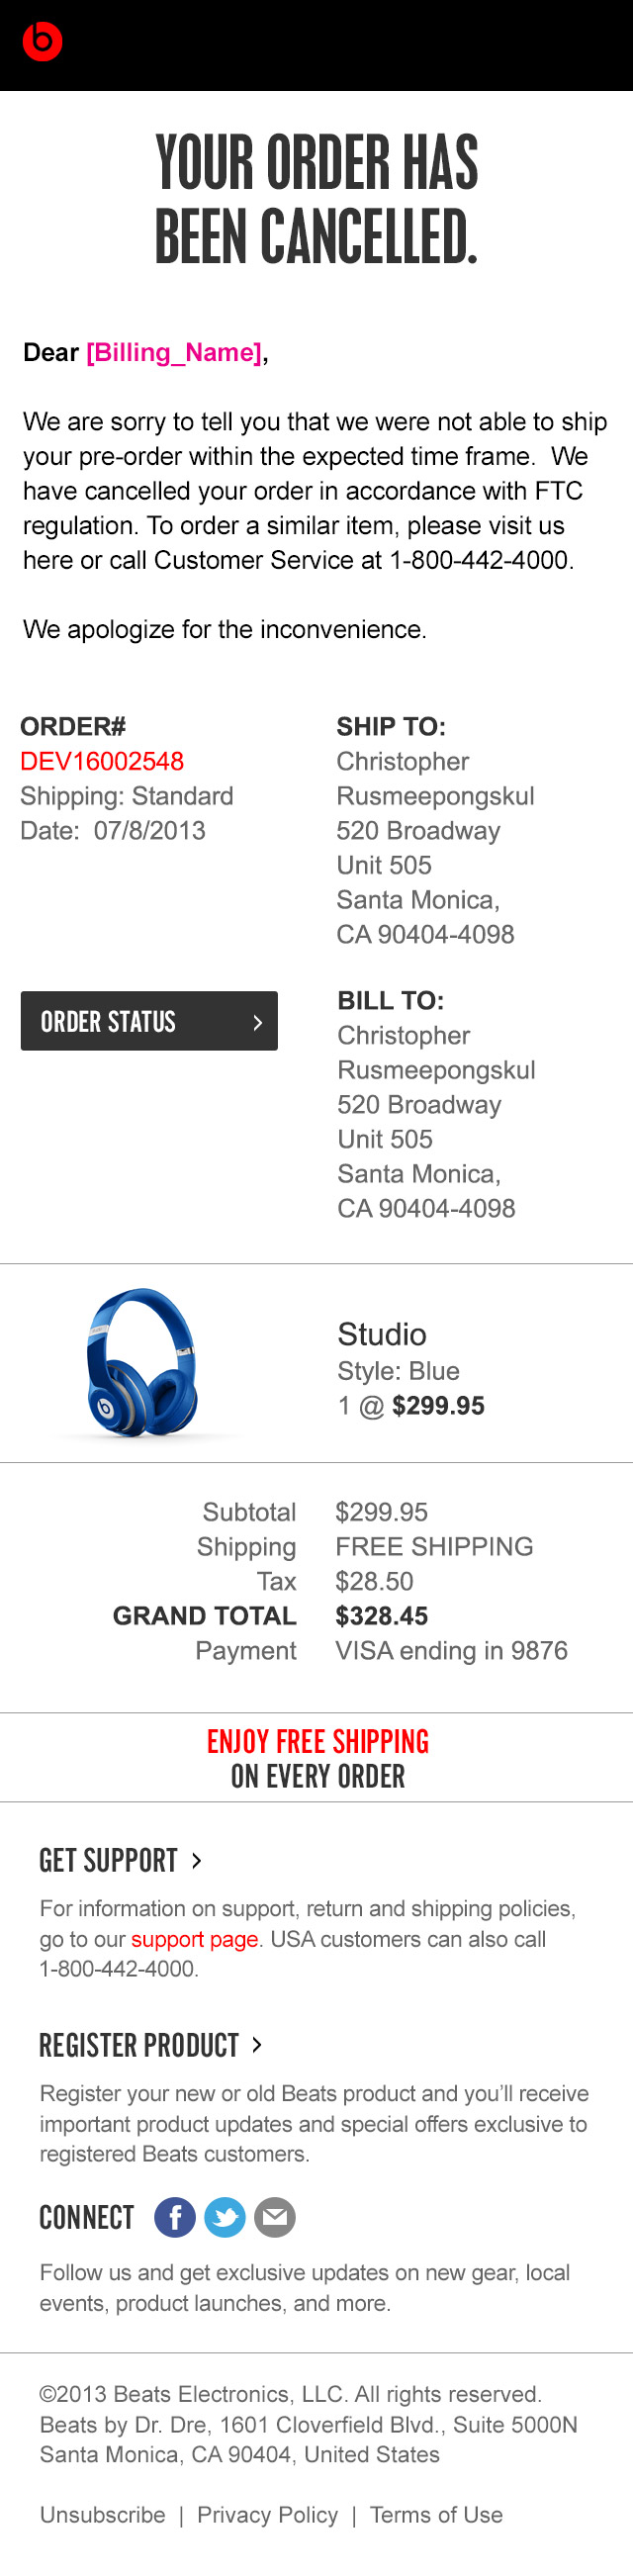 YOUR ORDER HAS
BEEN CANCELLED.
Dear [Billing_Name],
We are sorry to tell you that we were not able to ship
your pre-order within the expected time frame.  We
have cancelled your order in accordance with FTC
regulation. To order a similar item, please visit us
here or call Customer Service at 1-800-442-4000.
We apologize for the inconvenience.
ORDER#
DEV16002548
Shipping: Standard
Date:  07/8/2013
ORDER STATUS
SHIP TO:
Christopher
Rusmeepongskul
520 Broadway
Unit 505
Santa Monica,
CA 90404-4098
BILL TO:
Christopher
Rusmeepongskul
520 Broadway
Unit 505
Santa Monica,
CA 90404-4098
Studio
Style: Blue
1 @ $299.95
Subtotal $299.95
Shipping FREE SHIPPING
Tax $28.50
GRAND TOTAL $328.45
Payment VISA ending in 9876
ENJOY FREE SHIPPING
ON EVERY ORDER
GET SUPPORT >
For information on support, return and shipping policies,
go to our support page. USA customers can also call
1-800-442-4000.
REGISTER PRODUCT >
Register your new or old Beats product and you’ll receive
important product updates and special offers exclusive to
registered Beats customers.
CONNECT
Follow us and get exclusive updates on new gear, local
events, product launches, and more.
©2013 Beats Electronics, LLC. All rights reserved.
Beats by Dr. Dre, 1601 Cloverfield Blvd., Suite 5000N
Santa Monica, CA 90404, United States
Unsubscribe  |  Privacy Policy  |  Terms of Use